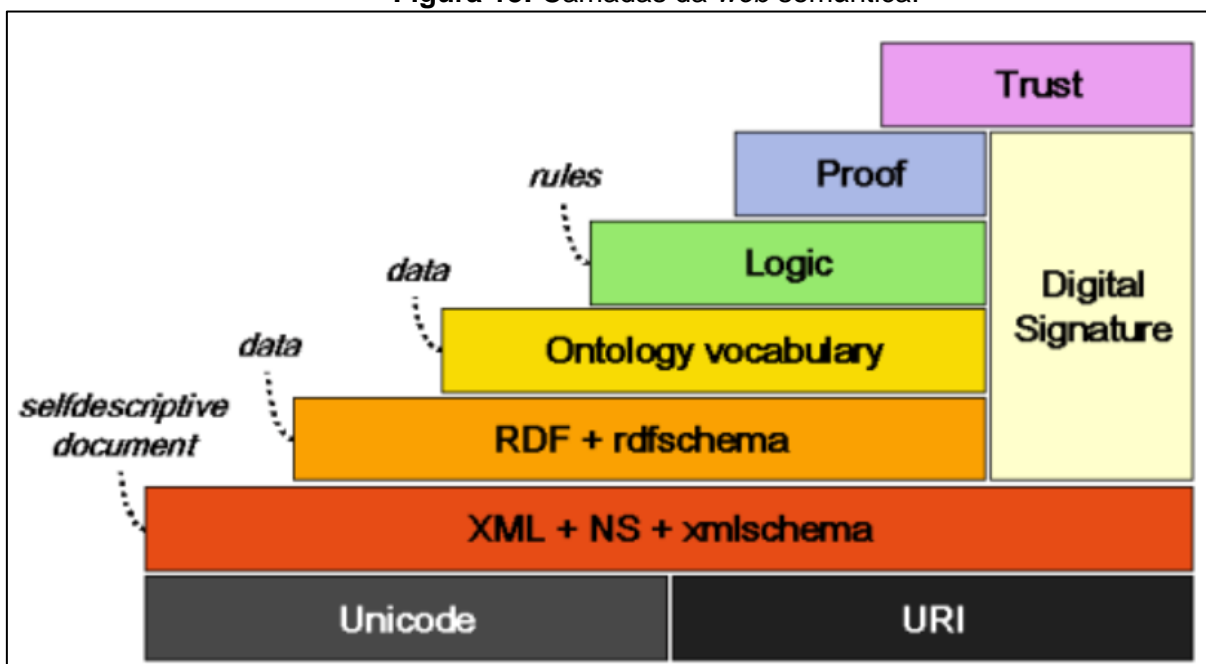 Figura Camadas da web semântica.
Trust
Proof
rules
Logic
data
Digital
Signature
Ontology vocabulary
data
RDF + rdfschema
selfdescriptive
document
XML + NS + xmlschema
Unicode
URI